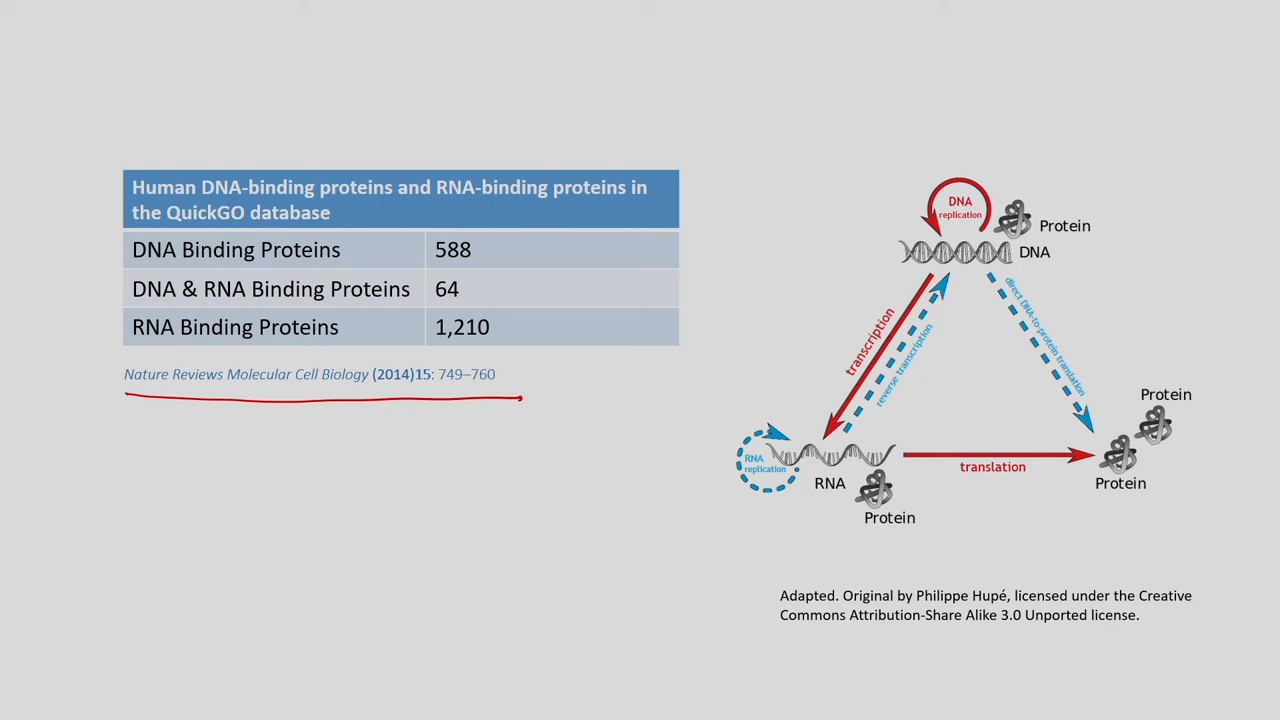 Human DNA-binding proteins and RNA-binding proteins in
the QuickGO database
DNA Binding Proteins 588
DNA & RNA Binding Proteins 64
RNA Binding Proteins 1,210
Nature Reviews Molecular Cell Biology (2014)15: 749–760
DNA
replication
Protein
DNA
transcription
reverse transcription
direct DNA-to-protein translation
Protein
RNA
replication
RNA
translation
Protein
Protein
Adapted. Original by Philippe Hupé, licensed under the Creative
Commons Attribution-Share Alike 3.0 Unported license.